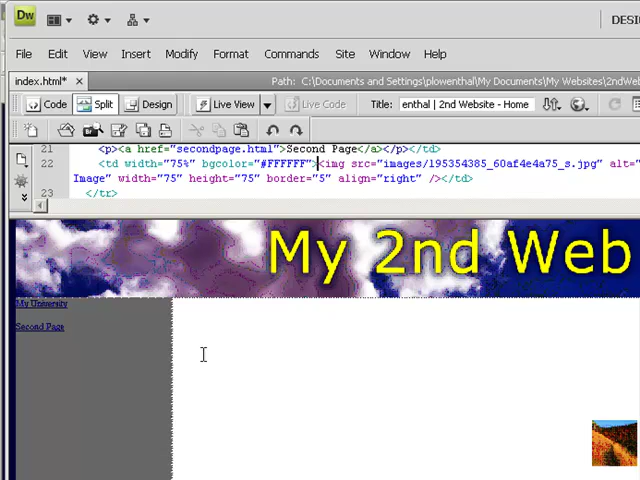 Dw
DESI
File Edit View Insert Modify Format Commands Site Window Help
index.html* Path: C:\Documents and Settings\plowenthal\My Documents\My Websites\2ndWeb
Code Split Design Live View Live Code Title: enthal | 2nd Website - Home
21 <p><a href="secondpage.html">Second Page</a></p></td>
22 <td width="75%" bgcolor="#FFFFFF"><img src="images/195354385_60af4e4a75_s.jpg" alt="
Image" width="75" height="75" border="5" align="right" /></td>
23 </tr>
My 2nd Web
My University
Second Page